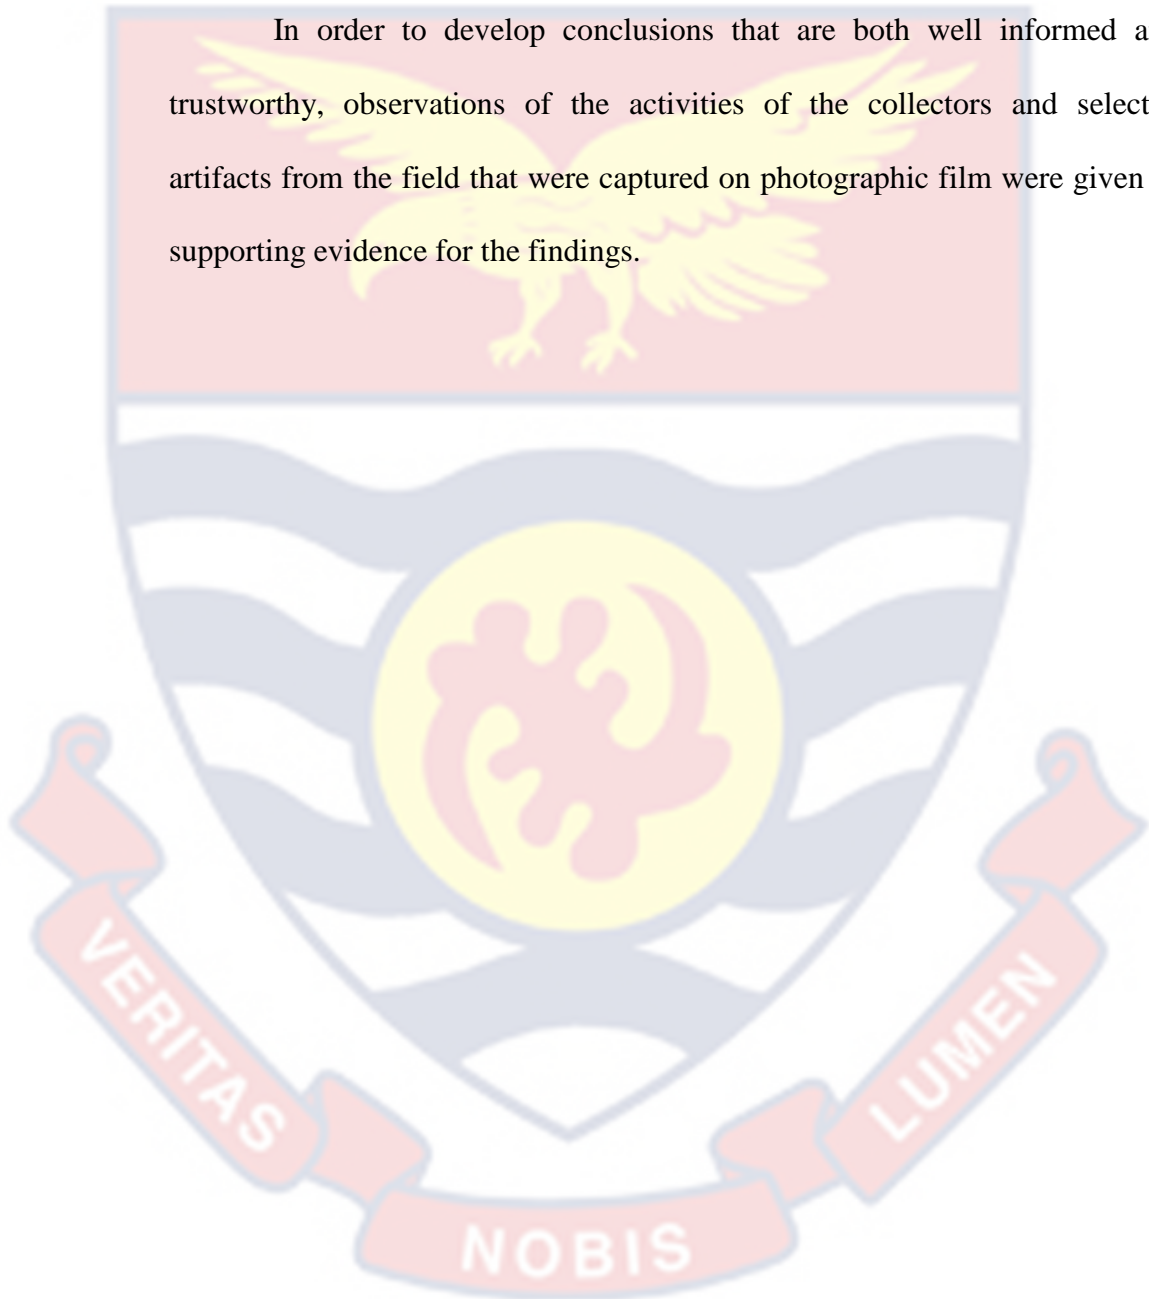 In order to develop conclusions that are both well informed a
trustworthy, observations of the activities of the collectors and select
artifacts from the field that were captured on photographic film were given
supporting evidence for the findings.
VERITAS
NOBIS
LUMEN